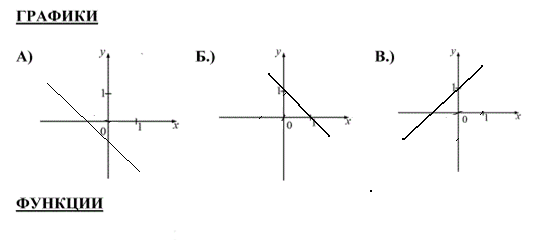 ГРАФИКИ
А) Б.) В.)
y y y
1 1 1
0 1 x 0 1 x 0 1 x
ФУНКЦИИ